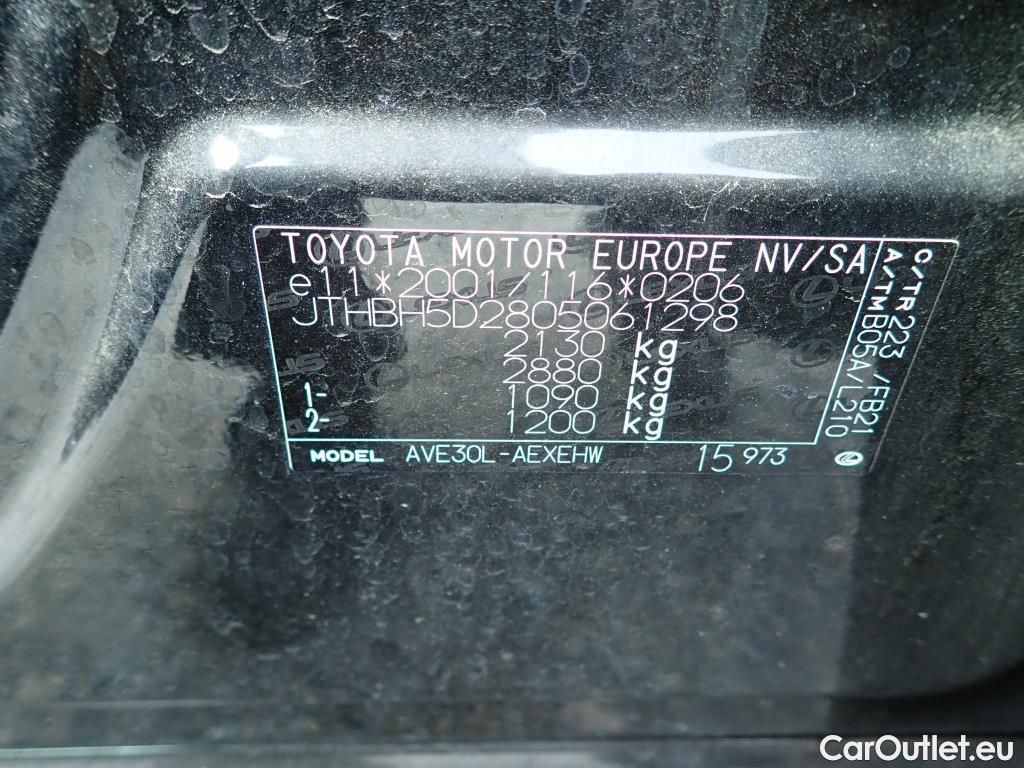 TOYOTA MOTOR EUROPE NV/SA
e11*2001/116*0206
JTHBH5D2805061298
2130 kg
2880 kg
1- 1090 kg
2- 1200 kg
C/TR 223 /FB21
A/TM B05A/L210
MODEL AVE30L-AEXEHW 15 973
CarOutlet.eu